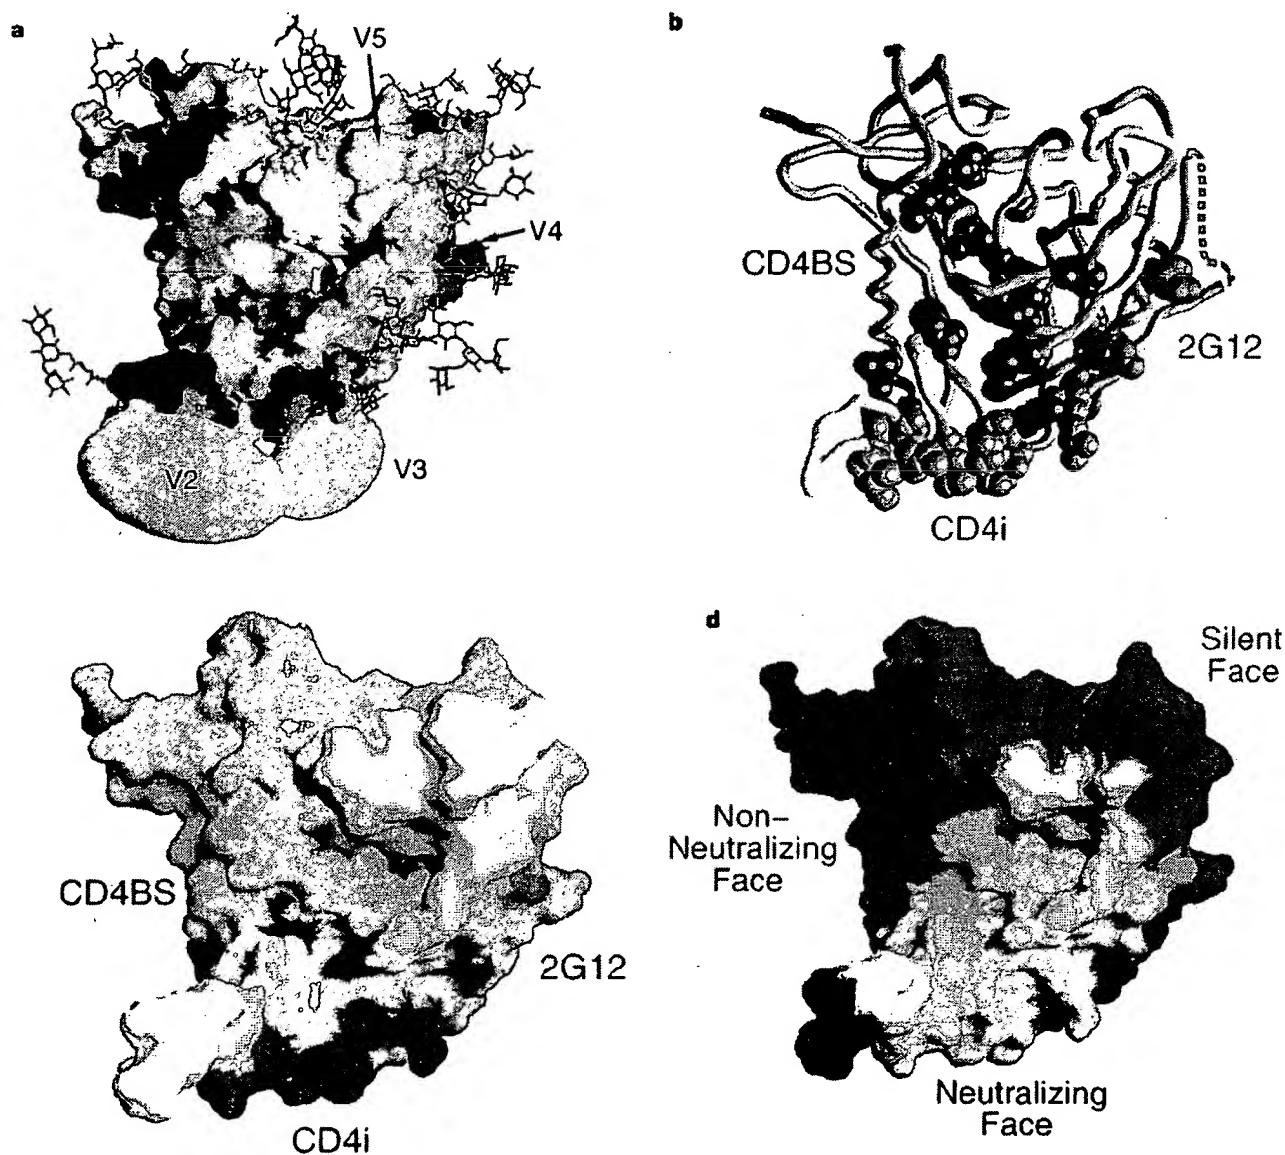 a
V5
V4
V2
V3
b
CD4BS
2G12
CD4i
CD4BS
2G12
CD4i
d
Silent
Face
Non-
Neutralizing
Face
Neutralizing
Face